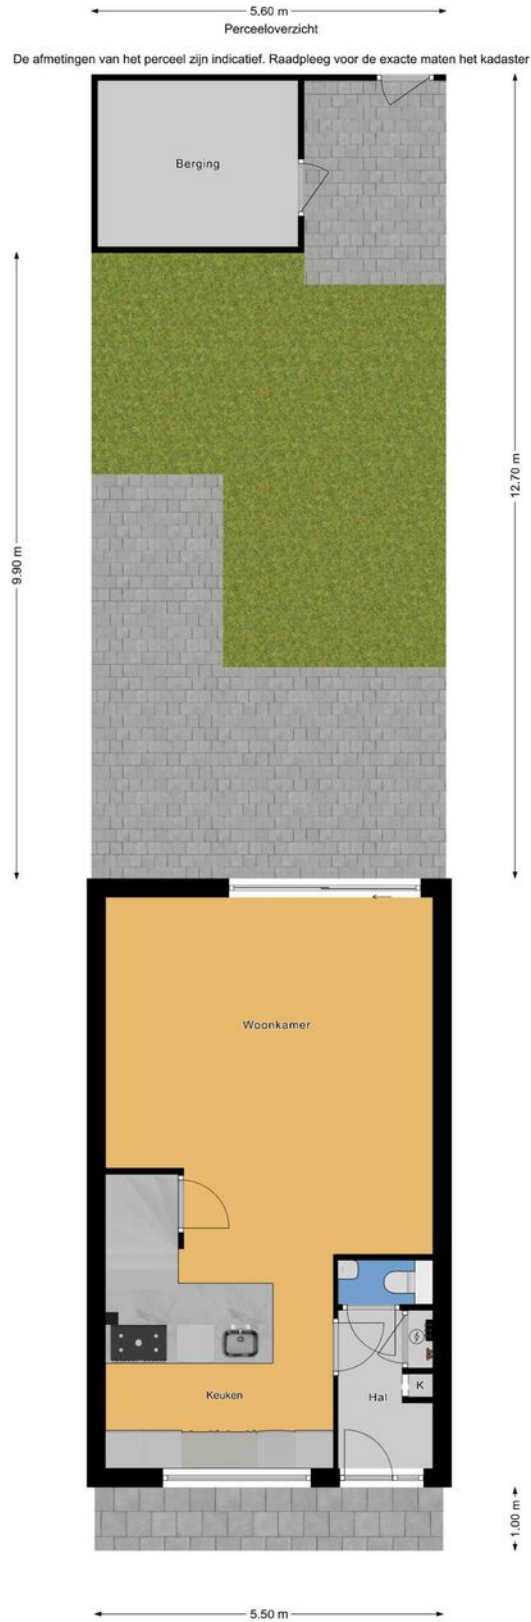 5.60 m
Perceeloverzicht
De afmetingen van het perceel zijn indicatief. Raadpleeg voor de exacte maten het kadaster
Berging
12.70 m
9.90 m
Woonkamer
Keuken
Hal
K
1.00 m
5.50 m